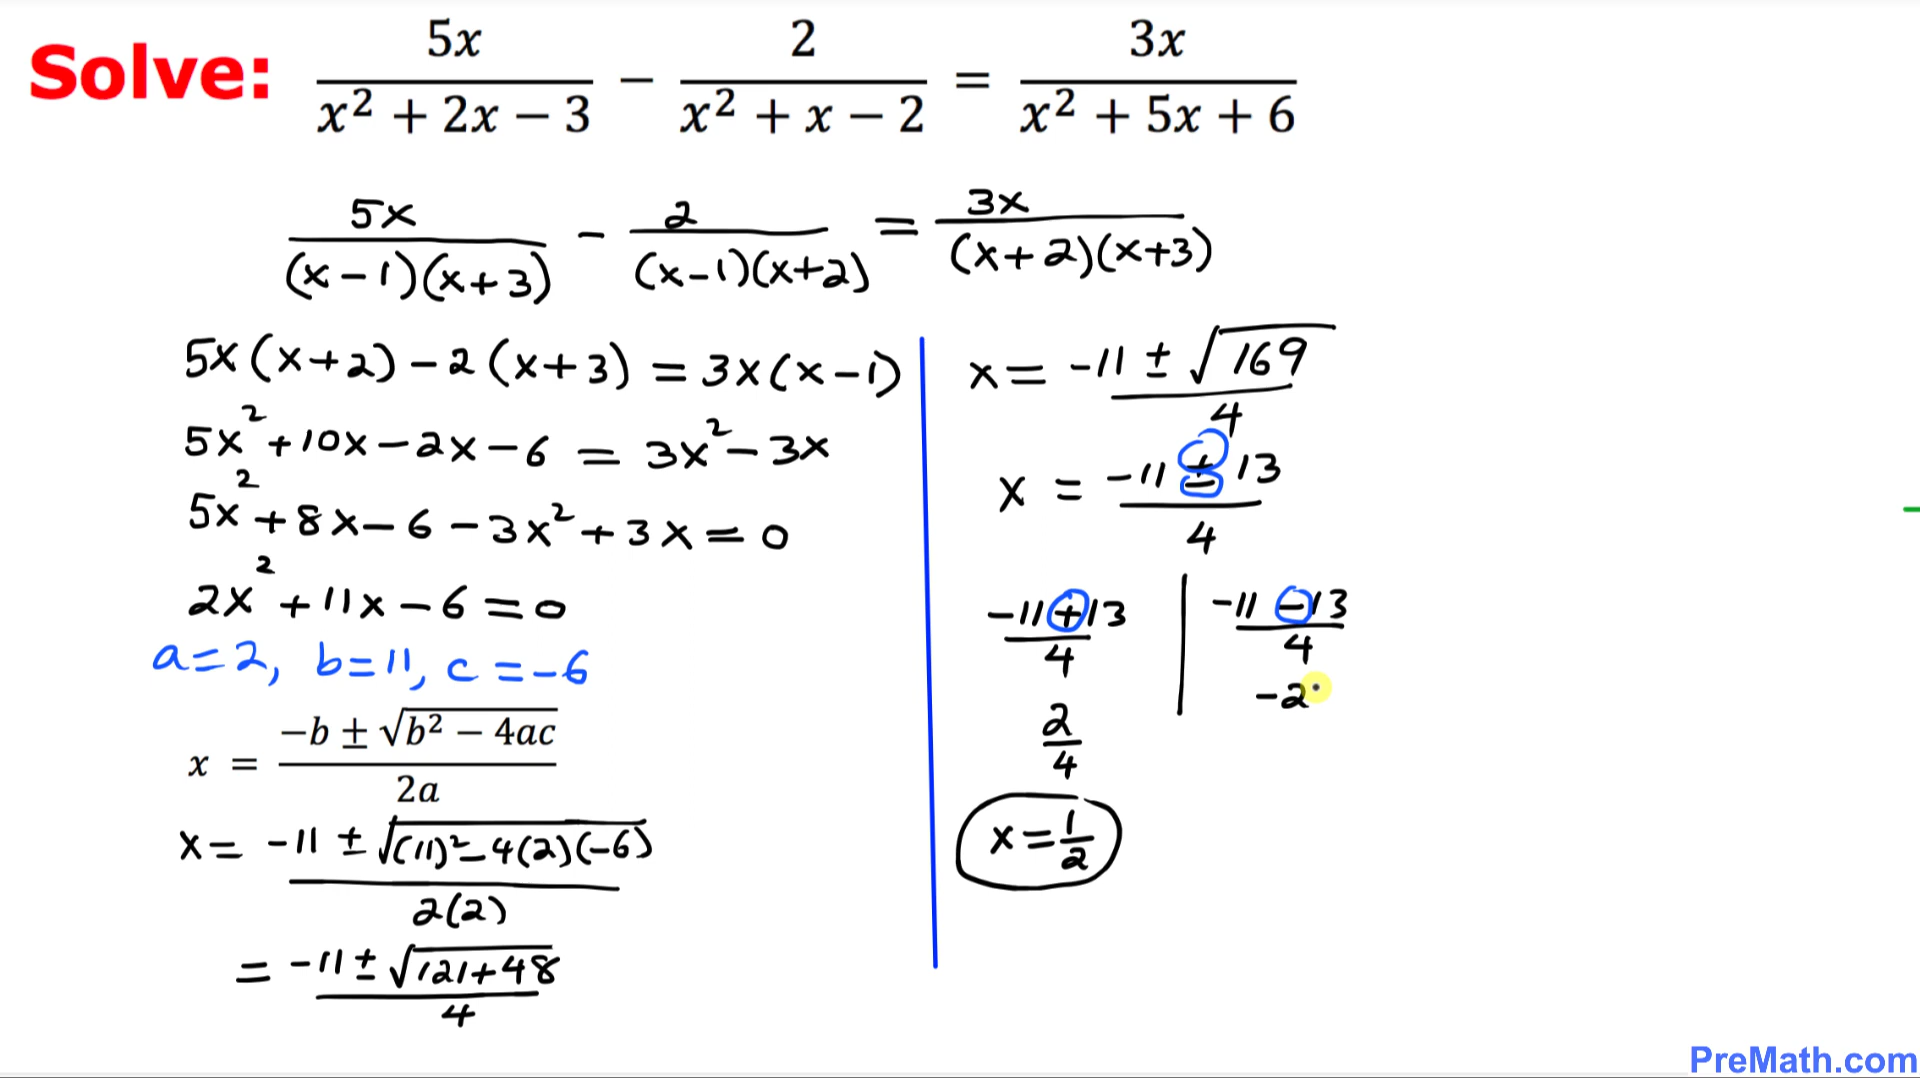 Solve: 5x/(x² + 2x − 3) − 2/(x² + x − 2) = 3x/(x² + 5x + 6)
5x/((x−1)(x+3)) − 2/((x−1)(x+2)) = 3x/((x+2)(x+3))
5x(x+2)−2(x+3) = 3x(x−1)
5x²+10x−2x−6 = 3x²−3x
5x²+8x−6−3x²+3x=0
2x²+11x−6=0
a=2, b=11, c=−6
x = (−b ± √(b² − 4ac))/2a
x= (−11 ± √((11)²−4(2)(−6)))/2(2)
= (−11 ± √(121+48))/4
x= (−11 ± √169)/4
x = (−11 ± 13)/4
(−11+13)/4 | (−11−13)/4
2/4
−2
x=1/2
PreMath.com